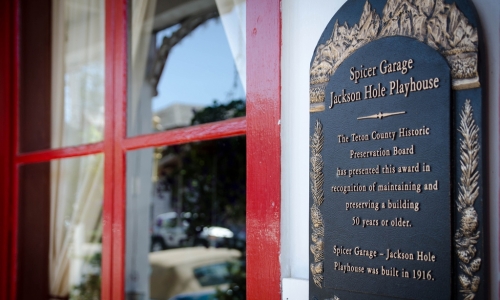 Spicer Garage
Jackson Hole Playhouse
The Teton County Historic
Preservation Board
has presented this award in
recognition of maintaining and
preserving a building
50 years or older.
Spicer Garage – Jackson Hole
Playhouse was built in 1916.